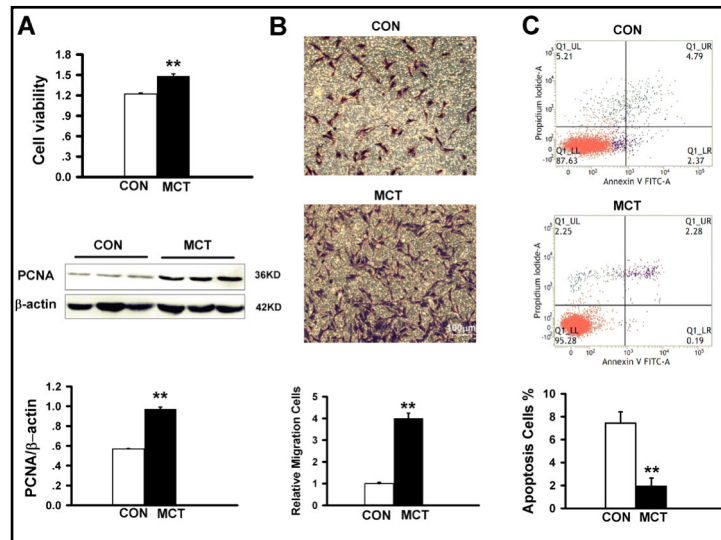 A
Cell viability
1.8
1.5
1.2
.9
.6
.3
0.0
**
CON
MCT
CON
MCT
PCNA
36KD
β-actin
42KD
PCNA/β-actin
1.2
1.0
.8
.6
.4
.2
0.0
**
CON
MCT
B
CON
MCT
100μm
Relative Migration Cells
5
4
3
2
1
0
**
CON
MCT
C
CON
Q1_UL
5.21
Q1_UR
4.79
Q1_LL
87.63
Q1_LR
2.37
Propidium Iodide-A
Annexin V FITC-A
MCT
Q1_UL
2.25
Q1_UR
2.28
Q1_LL
95.28
Q1_LR
0.19
Propidium Iodide-A
Annexin V FITC-A
Apoptosis Cells %
10
8
6
4
2
0
**
CON
MCT